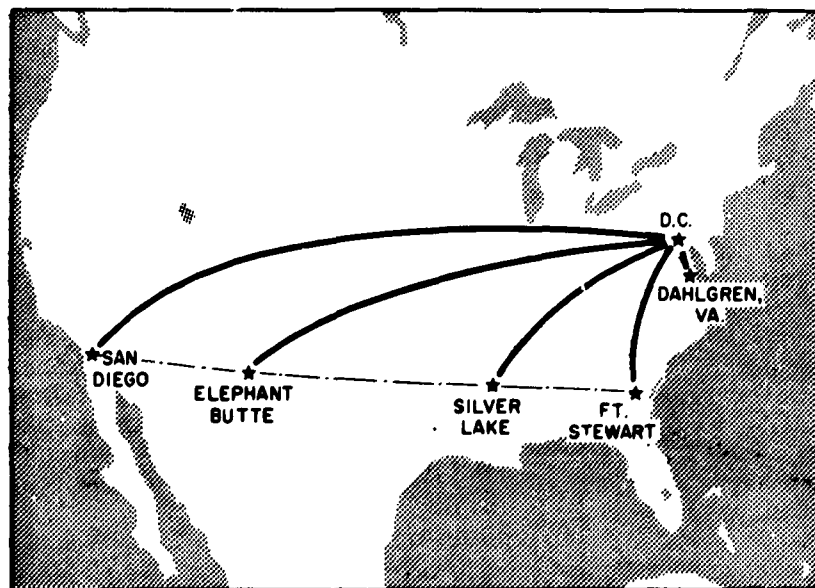 D.C.
DAHLGREN,
VA.
SAN
DIEGO
ELEPHANT
BUTTE
SILVER
LAKE
FT.
STEWART